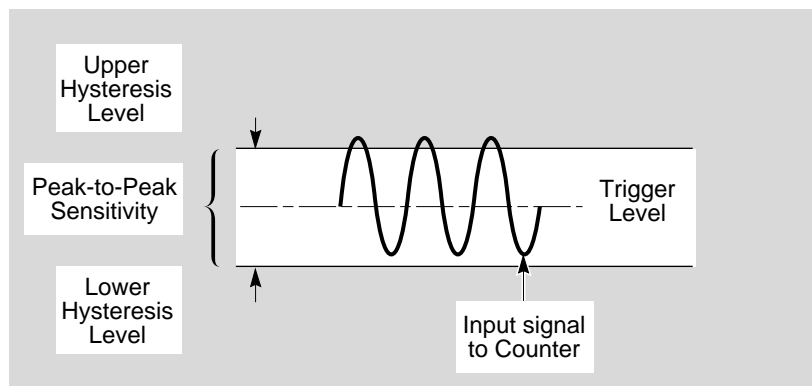 Upper
Hysteresis
Level
Peak-to-Peak
Sensitivity
Trigger
Level
Lower
Hysteresis
Level
Input signal
to Counter